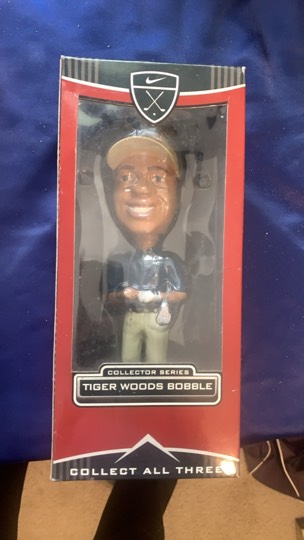 COLLECTOR SERIES
TIGER WOODS BOBBLE
COLLECT ALL THREE